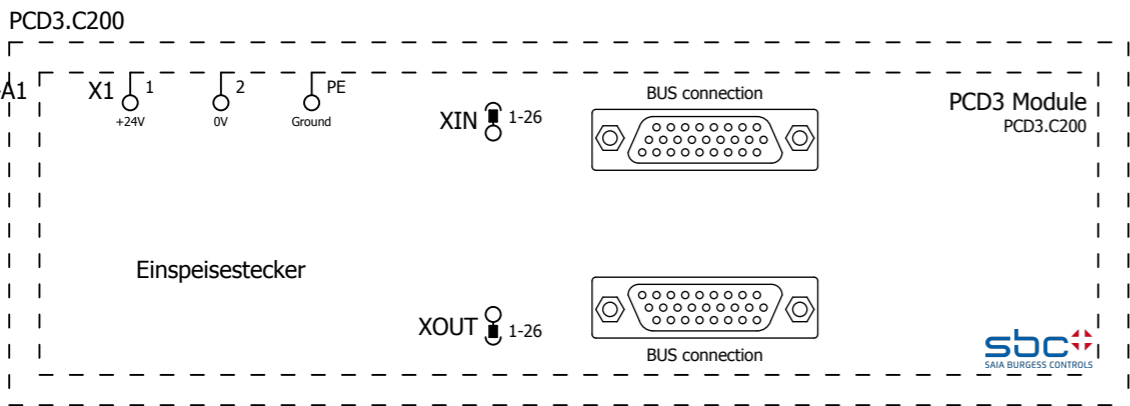 PCD3.C200
A1
X1
1
2
PE
+24V
0V
Ground
XIN
1-26
BUS connection
PCD3 Module
PCD3.C200
Einspeisestecker
XOUT
1-26
BUS connection
sbc
SAIA BURGESS CONTROLS